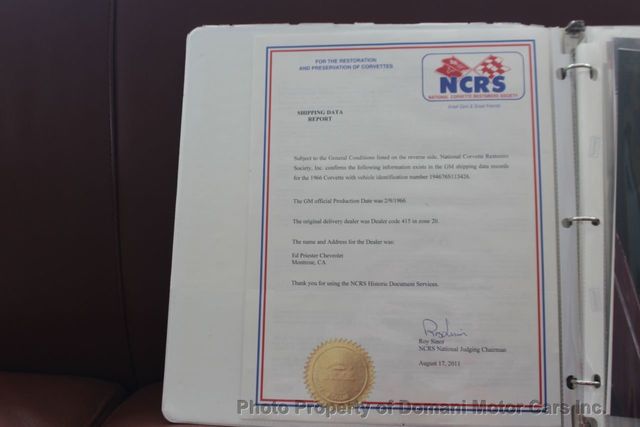 FOR THE RESTORATION
AND PRESERVATION OF CORVETTES
NCRS
NATIONAL CORVETTE RESTORERS SOCIETY
Great Cars & Great Friends
SHIPPING DATA
REPORT
Subject to the General Conditions listed on the reverse side, National Corvette Restorers
Society, Inc. confirms the following information exists in the GM shipping data records
for the 1966 Corvette with vehicle identification number 194676S113426.
The GM official Production Date was 2/9/1966
The original delivery dealer was Dealer code 415 in zone 20.
The name and Address for the Dealer was:
Ed Priester Chevrolet
Montrose, CA
Thank you for using the NCRS Historic Document Services.
Roy Sinor
NCRS National Judging Chairman
August 17, 2011
Photo Property of Domani Motor Cars Inc.